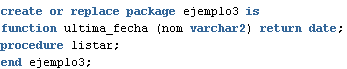 create or replace package ejemplo3 is
function ultima_fecha (nom varchar2) return date;
procedure listar;
end ejemplo3;